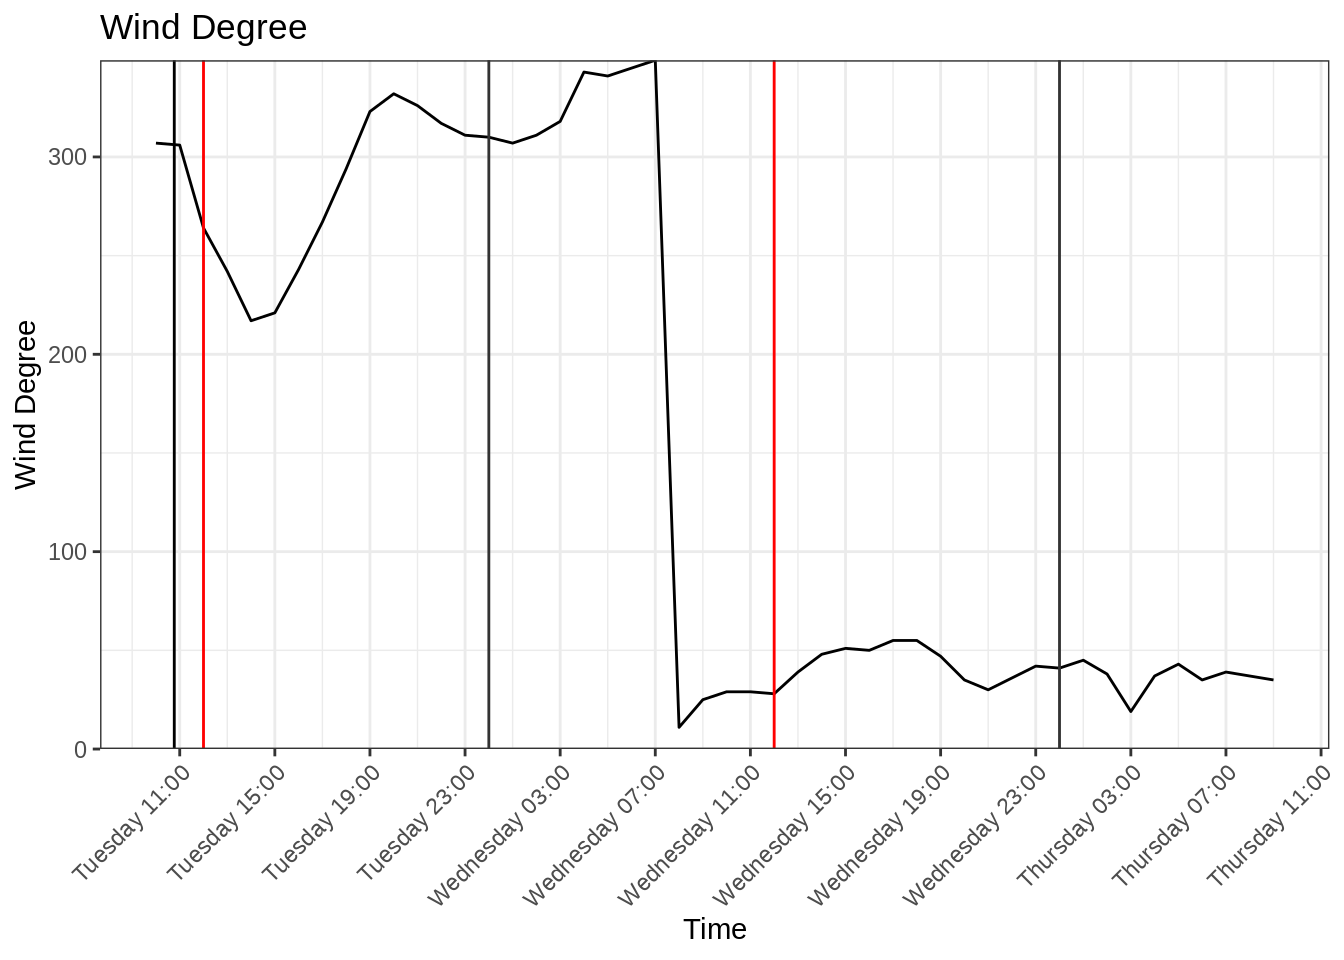 Wind Degree
Wind Degree
300
200
100
0
Tuesday 11:00
Tuesday 15:00
Tuesday 19:00
Tuesday 23:00
Wednesday 03:00
Wednesday 07:00
Wednesday 11:00
Wednesday 15:00
Wednesday 19:00
Wednesday 23:00
Thursday 03:00
Thursday 07:00
Thursday 11:00
Time